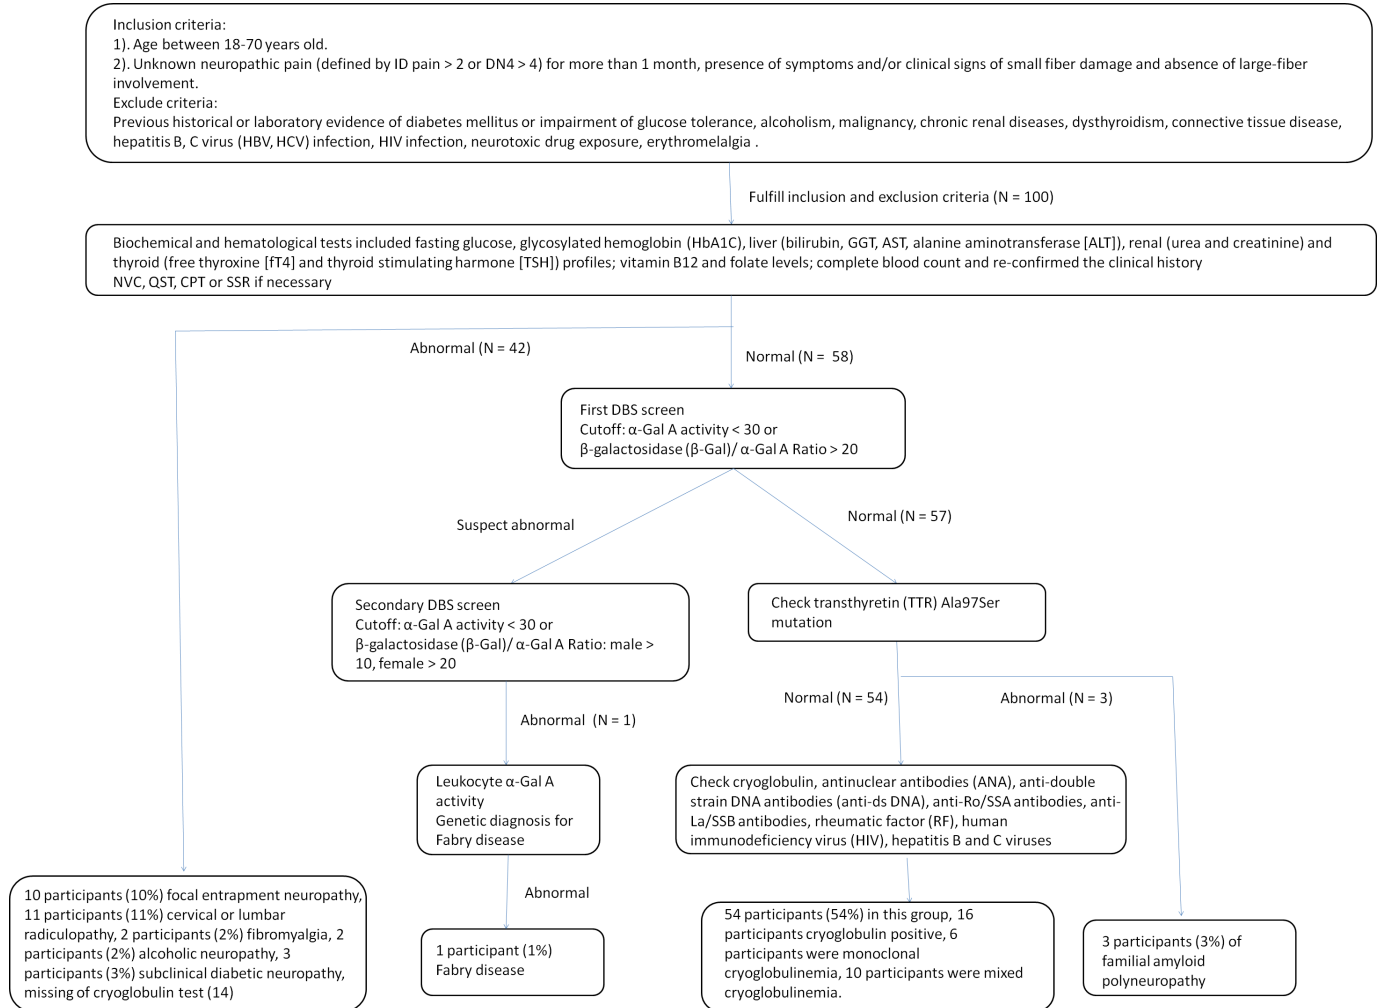 Inclusion criteria:
1). Age between 18-70 years old.
2). Unknown neuropathic pain (defined by ID pain > 2 or DN4 > 4) for more than 1 month, presence of symptoms and/or clinical signs of small fiber damage and absence of large-fiber
involvement.
Exclude criteria:
Previous historical or laboratory evidence of diabetes mellitus or impairment of glucose tolerance, alcoholism, malignancy, chronic renal diseases, dysthyroidism, connective tissue disease,
hepatitis B, C virus (HBV, HCV) infection, HIV infection, neurotoxic drug exposure, erythromelalgia .
Fulfill inclusion and exclusion criteria (N = 100)
Biochemical and hematological tests included fasting glucose, glycosylated hemoglobin (HbA1C), liver (bilirubin, GGT, AST, alanine aminotransferase [ALT]), renal (urea and creatinine) and
thyroid (free thyroxine [fT4] and thyroid stimulating harmone [TSH]) profiles; vitamin B12 and folate levels; complete blood count and re-confirmed the clinical history
NVC, QST, CPT or SSR if necessary
Abnormal (N = 42)
Normal (N = 58)
First DBS screen
Cutoff: α-Gal A activity < 30 or
β-galactosidase (β-Gal)/ α-Gal A Ratio > 20
Suspect abnormal
Normal (N = 57)
Secondary DBS screen
Cutoff: α-Gal A activity < 30 or
β-galactosidase (β-Gal)/ α-Gal A Ratio: male >
10, female > 20
Check transthyretin (TTR) Ala97Ser
mutation
Abnormal (N = 1)
Normal (N = 54)
Abnormal (N = 3)
Leukocyte α-Gal A
activity
Genetic diagnosis for
Fabry disease
Check cryoglobulin, antinuclear antibodies (ANA), anti-double
strain DNA antibodies (anti-ds DNA), anti-Ro/SSA antibodies, anti-
La/SSB antibodies, rheumatic factor (RF), human
immunodeficiency virus (HIV), hepatitis B and C viruses
Abnormal
10 participants (10%) focal entrapment neuropathy,
11 participants (11%) cervical or lumbar
radiculopathy, 2 participants (2%) fibromyalgia, 2
participants (2%) alcoholic neuropathy, 3
participants (3%) subclinical diabetic neuropathy,
missing of cryoglobulin test (14)
1 participant (1%)
Fabry disease
54 participants (54%) in this group, 16
participants cryoglobulin positive, 6
participants were monoclonal
cryoglobulinemia, 10 participants were mixed
cryoglobulinemia.
3 participants (3%) of
familial amyloid
polyneuropathy